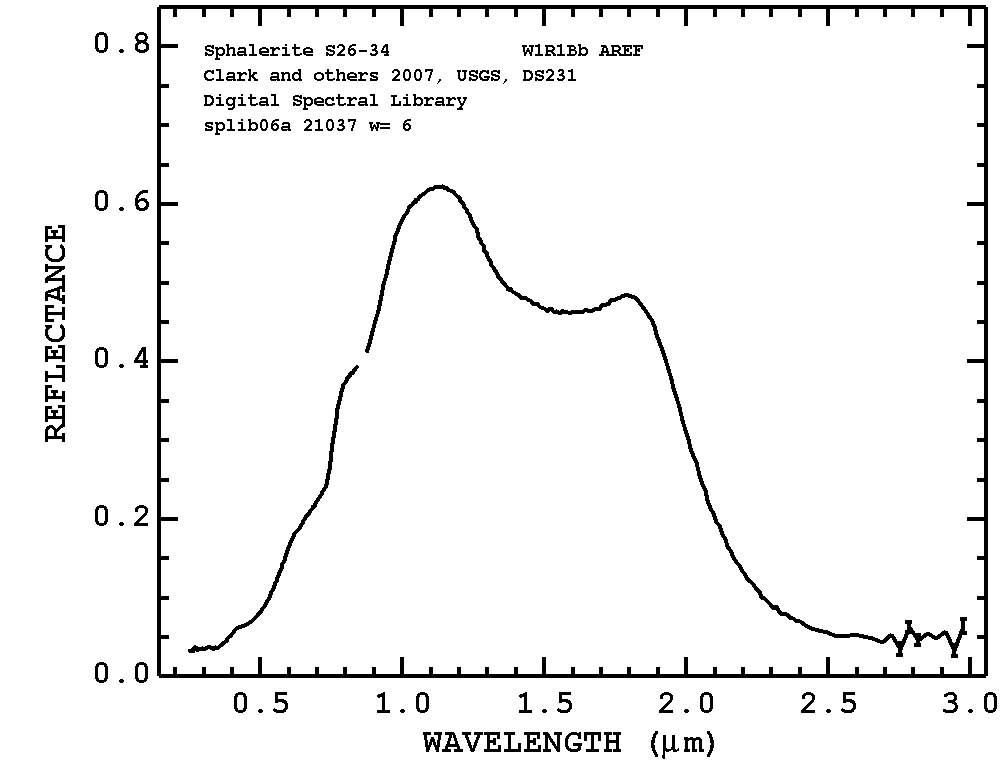 Sphalerite S26-34 W1R1Bb AREF
Clark and others 2007, USGS, DS231
Digital Spectral Library
splib06a 21037 w= 6
0.8
0.6
0.4
0.2
0.0
REFLECTANCE
0.5 1.0 1.5 2.0 2.5 3.0
WAVELENGTH (μm)